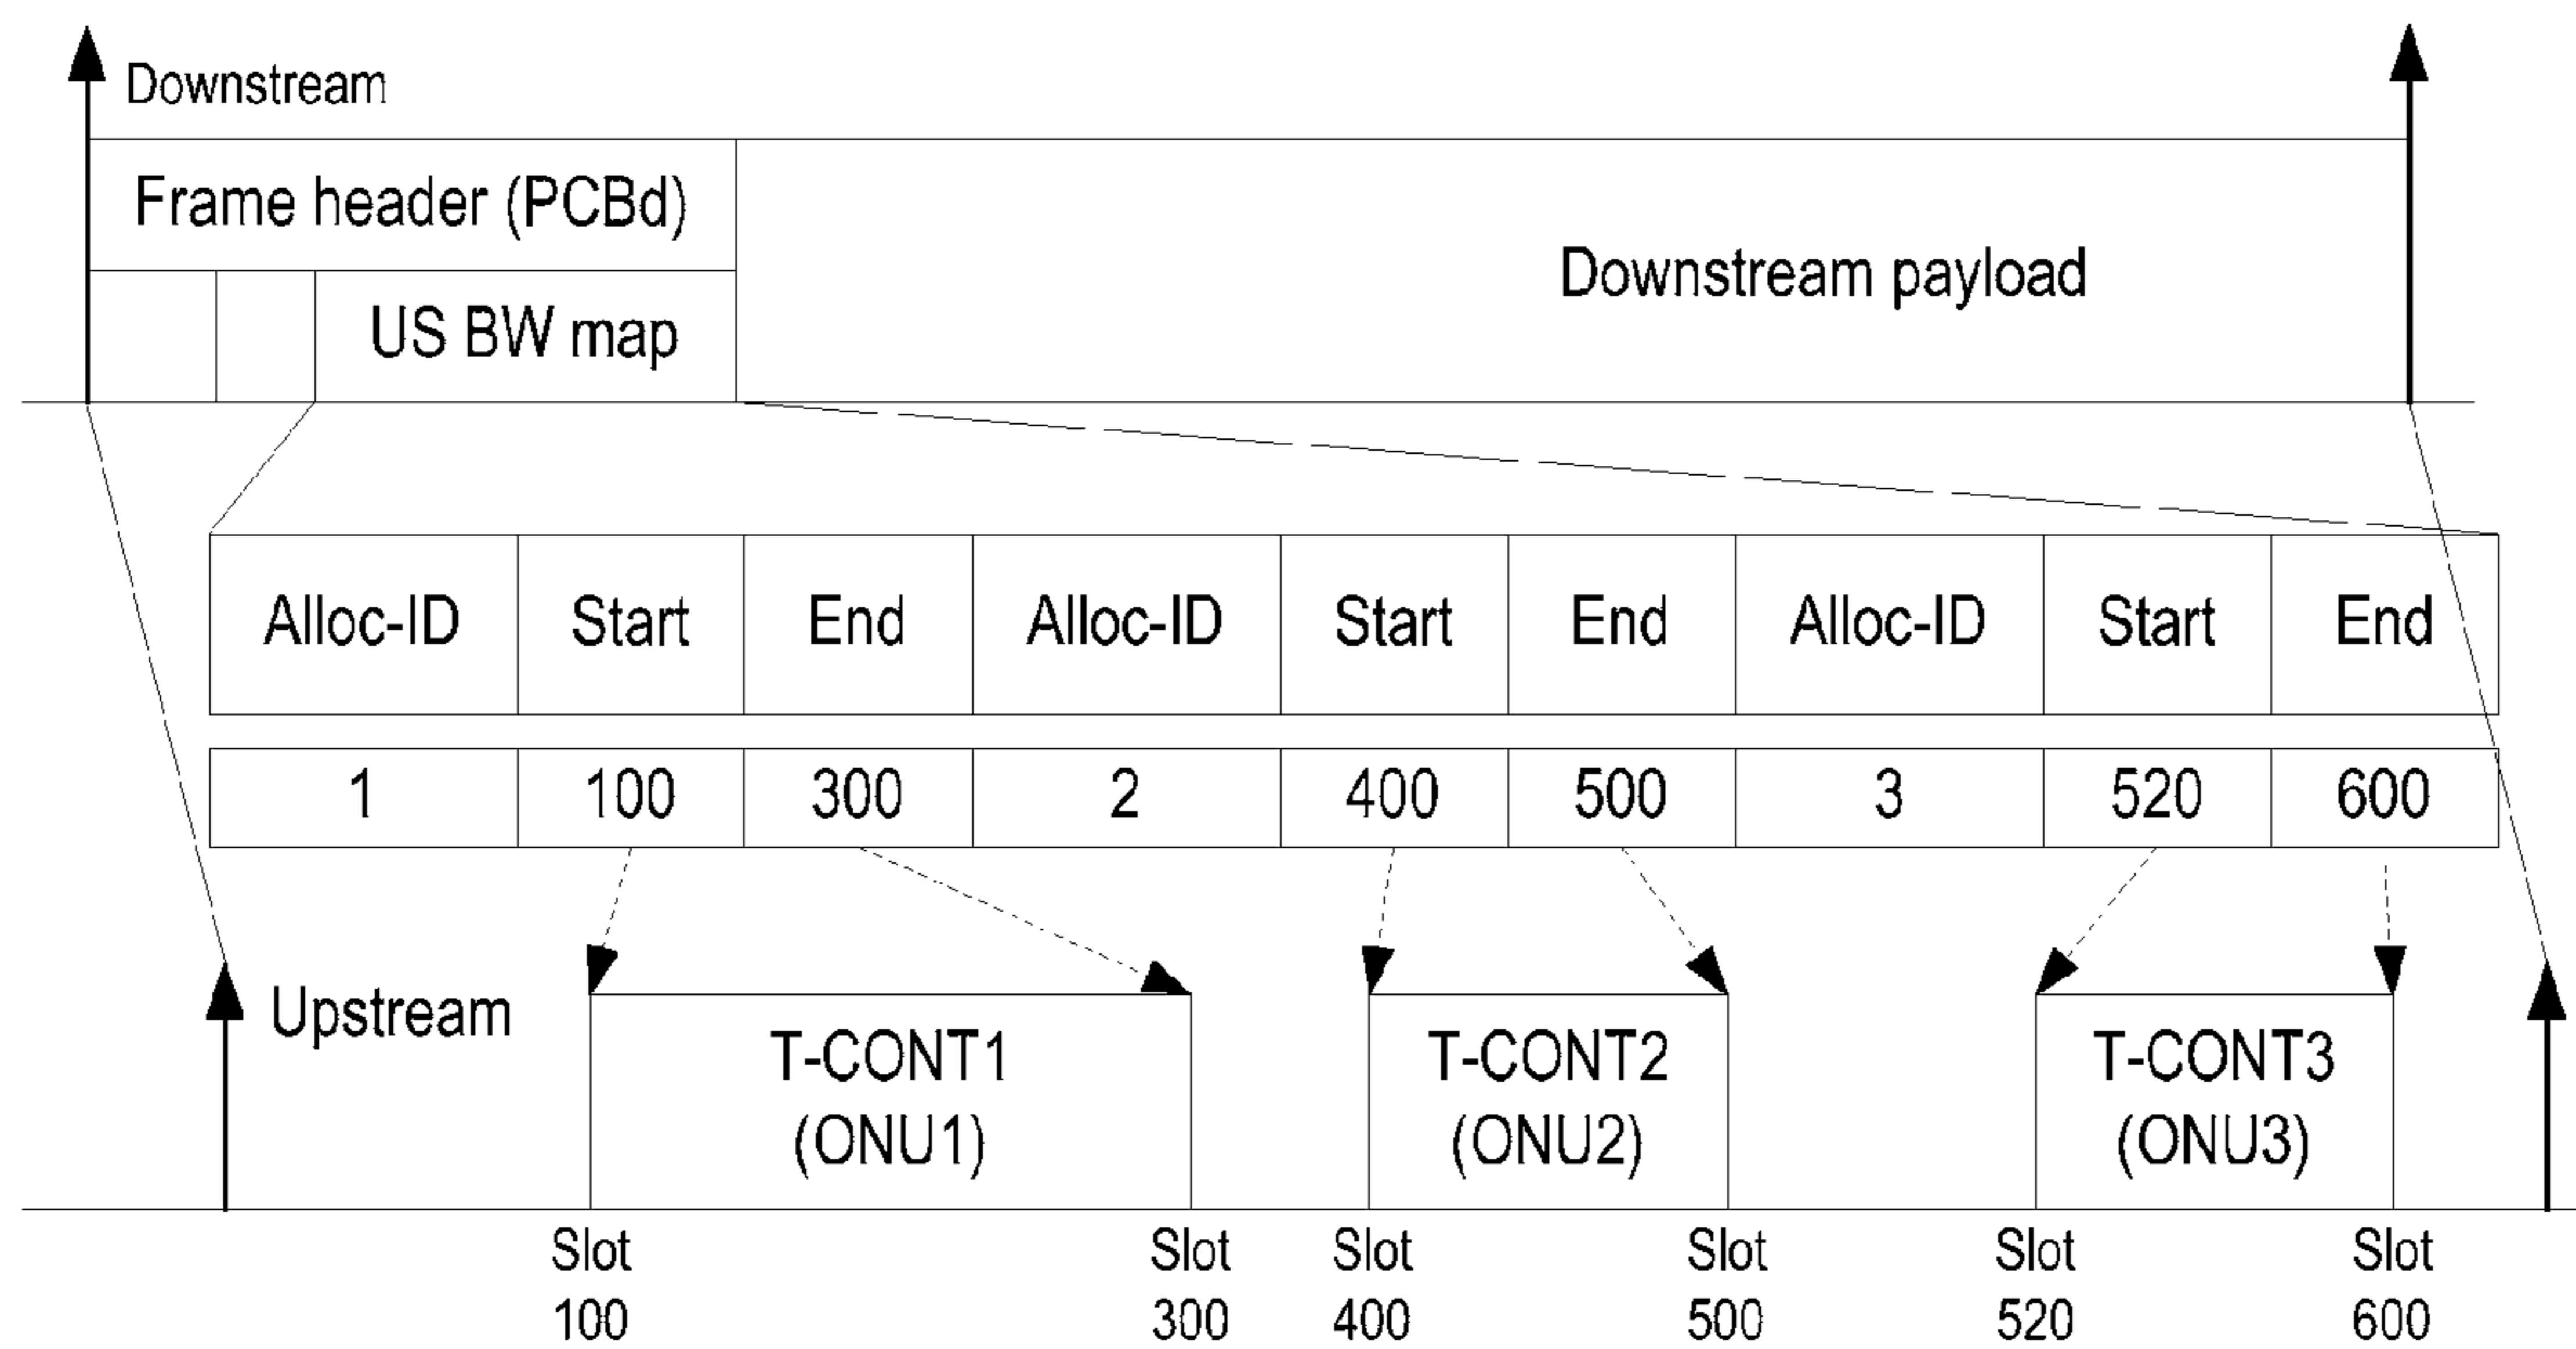 Downstream
Frame header (PCBd)
Downstream payload
US BW map
Alloc-ID Start End Alloc-ID Start End Alloc-ID Start End
1 100 300 2 400 500 3 520 600
Upstream
T-CONT1 T-CONT2 T-CONT3
(ONU1) (ONU2) (ONU3)
Slot Slot Slot Slot Slot Slot
100 300 400 500 520 600